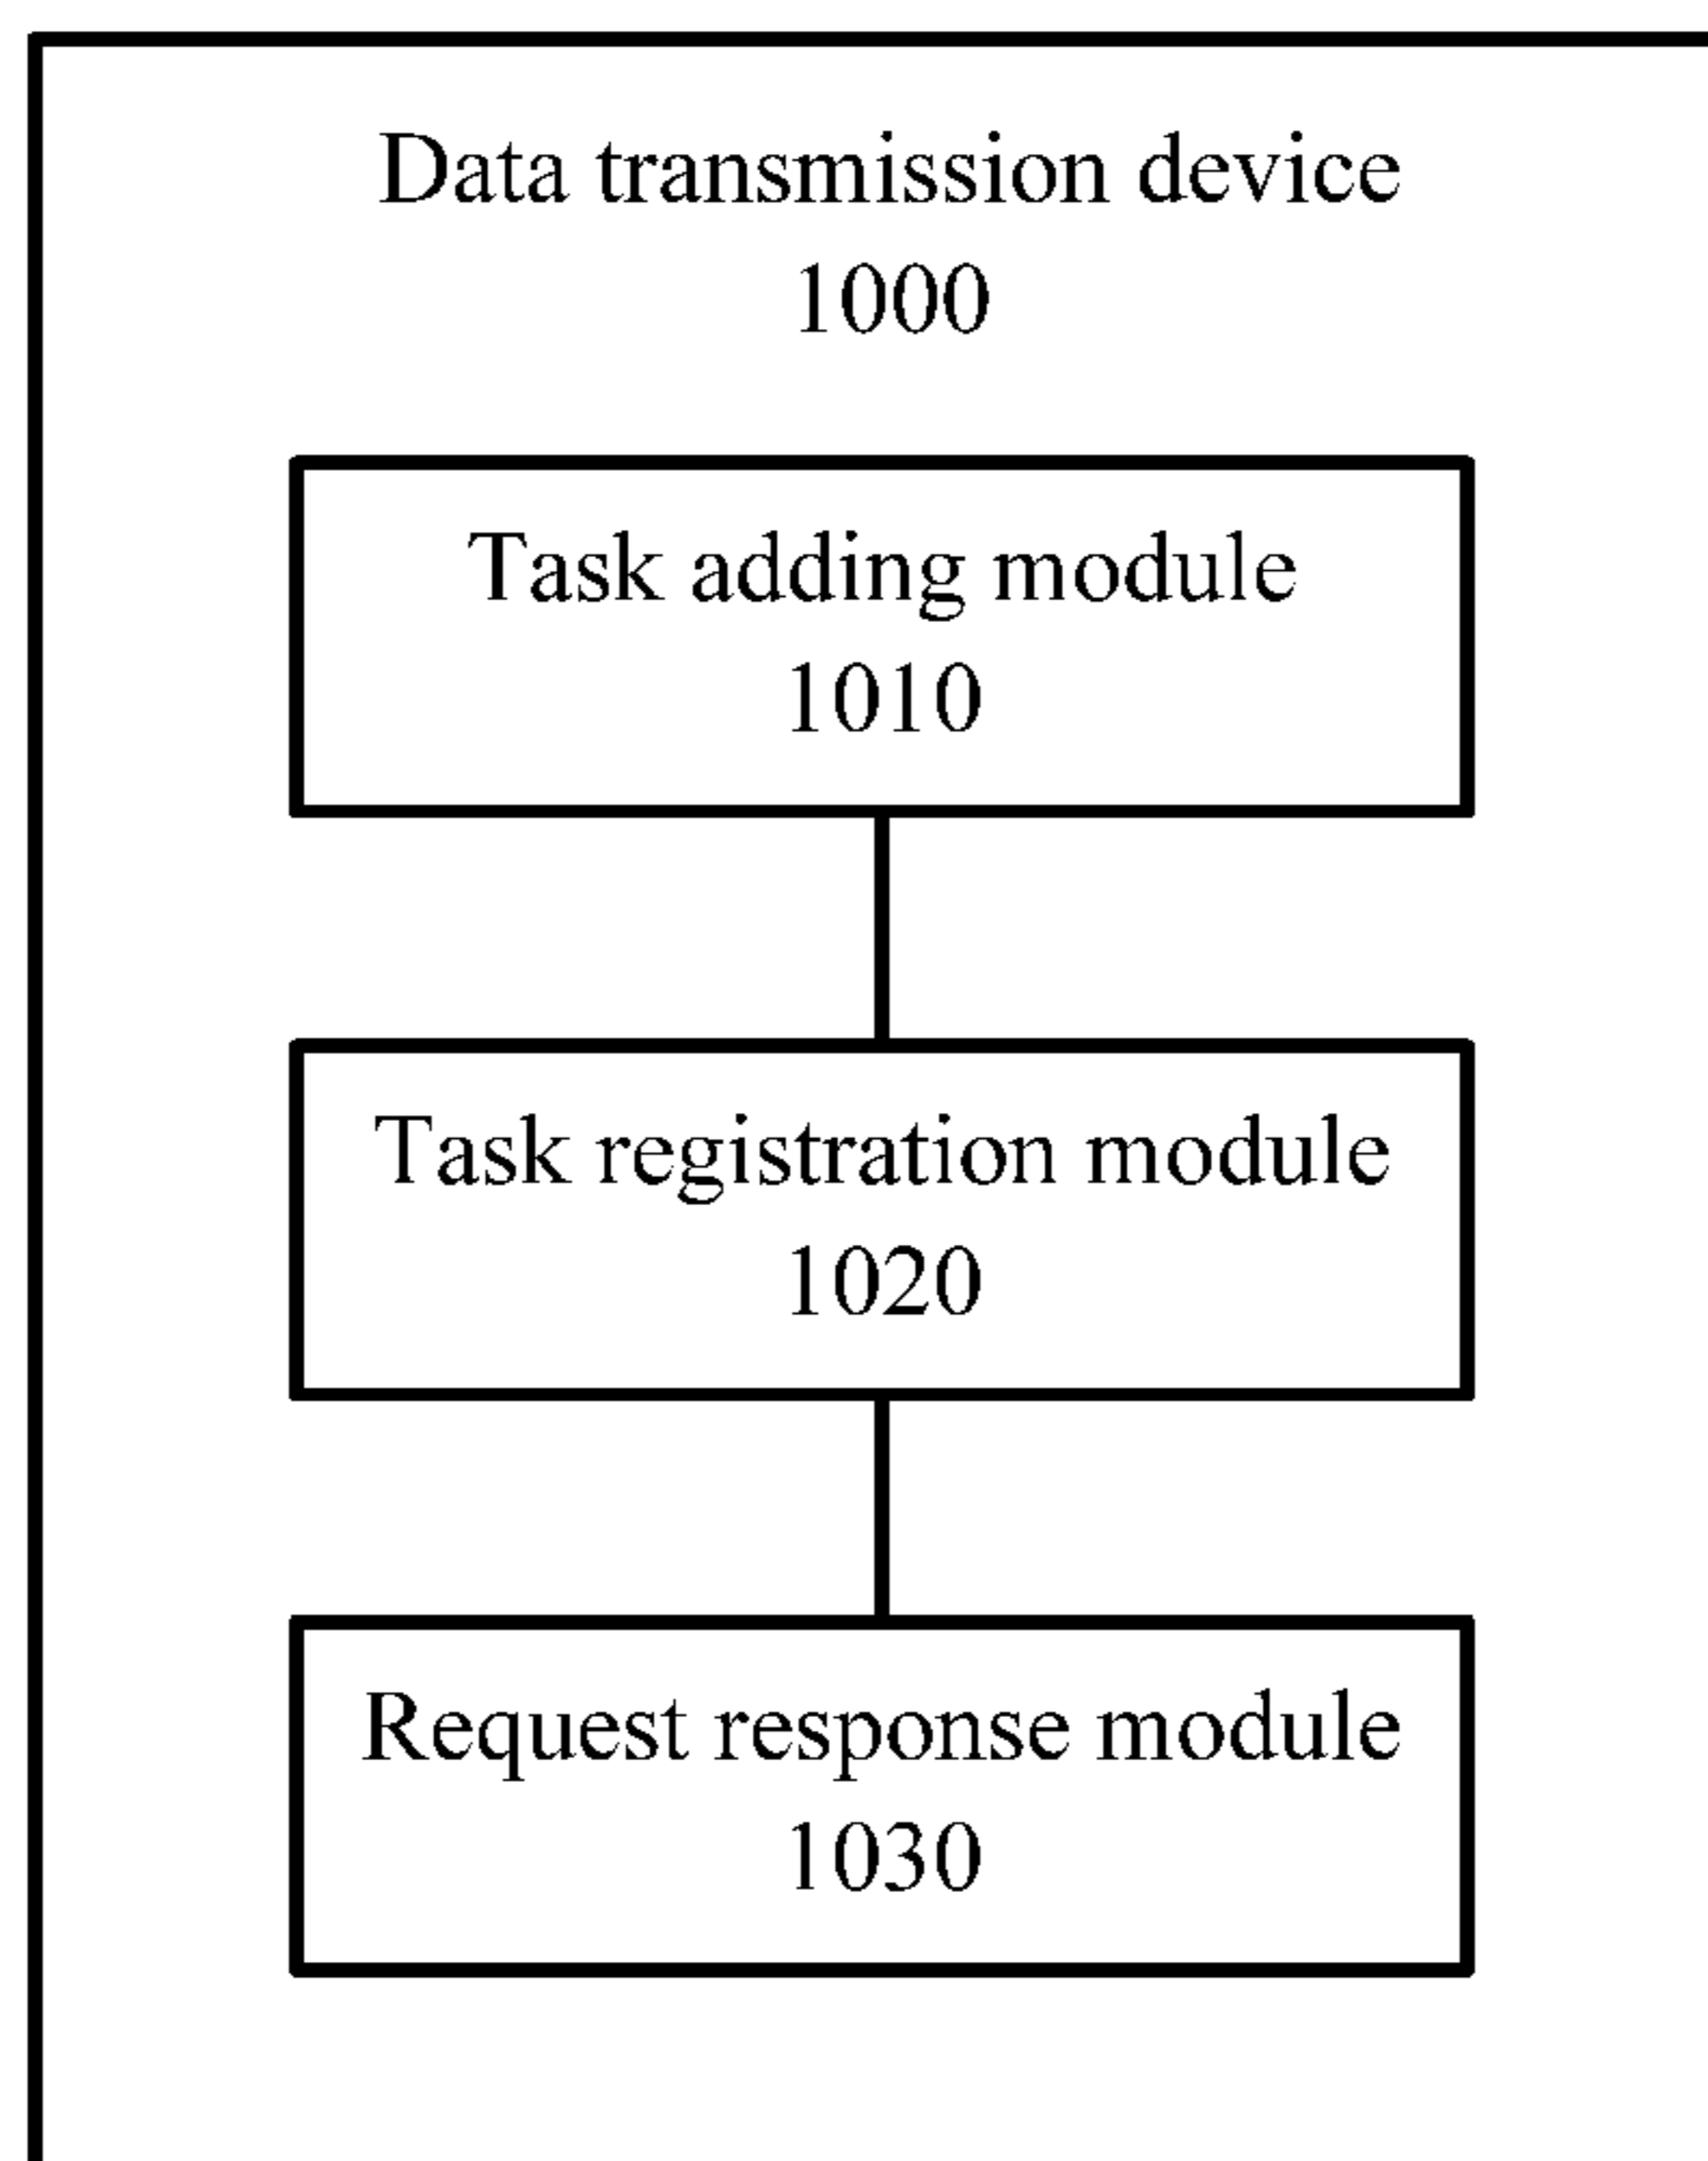 Data transmission device
1000
Task adding module
1010
Task registration module
1020
Request response module
1030